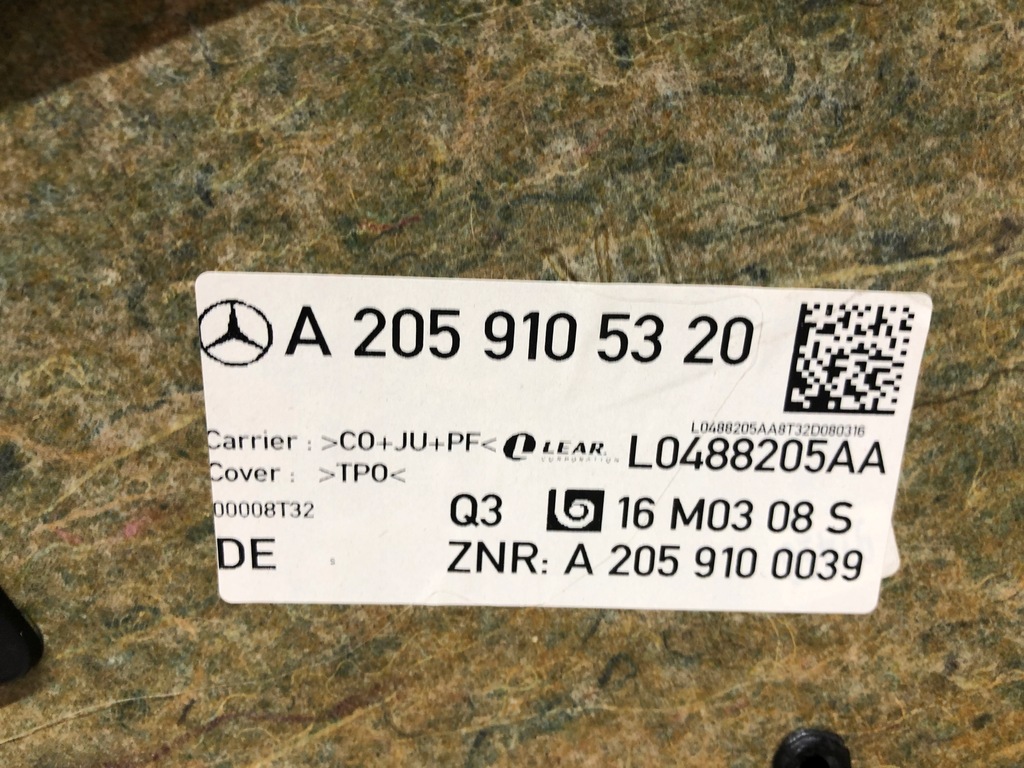 A 205 910 53 20
L0488205AA8T32D080316
Carrier : >CO+JU+PF< LEAR L0488205AA
CORPORATION
Cover : >TPO<
00008T32 Q3 16 M03 08 S
DE s ZNR: A 205 910 0039